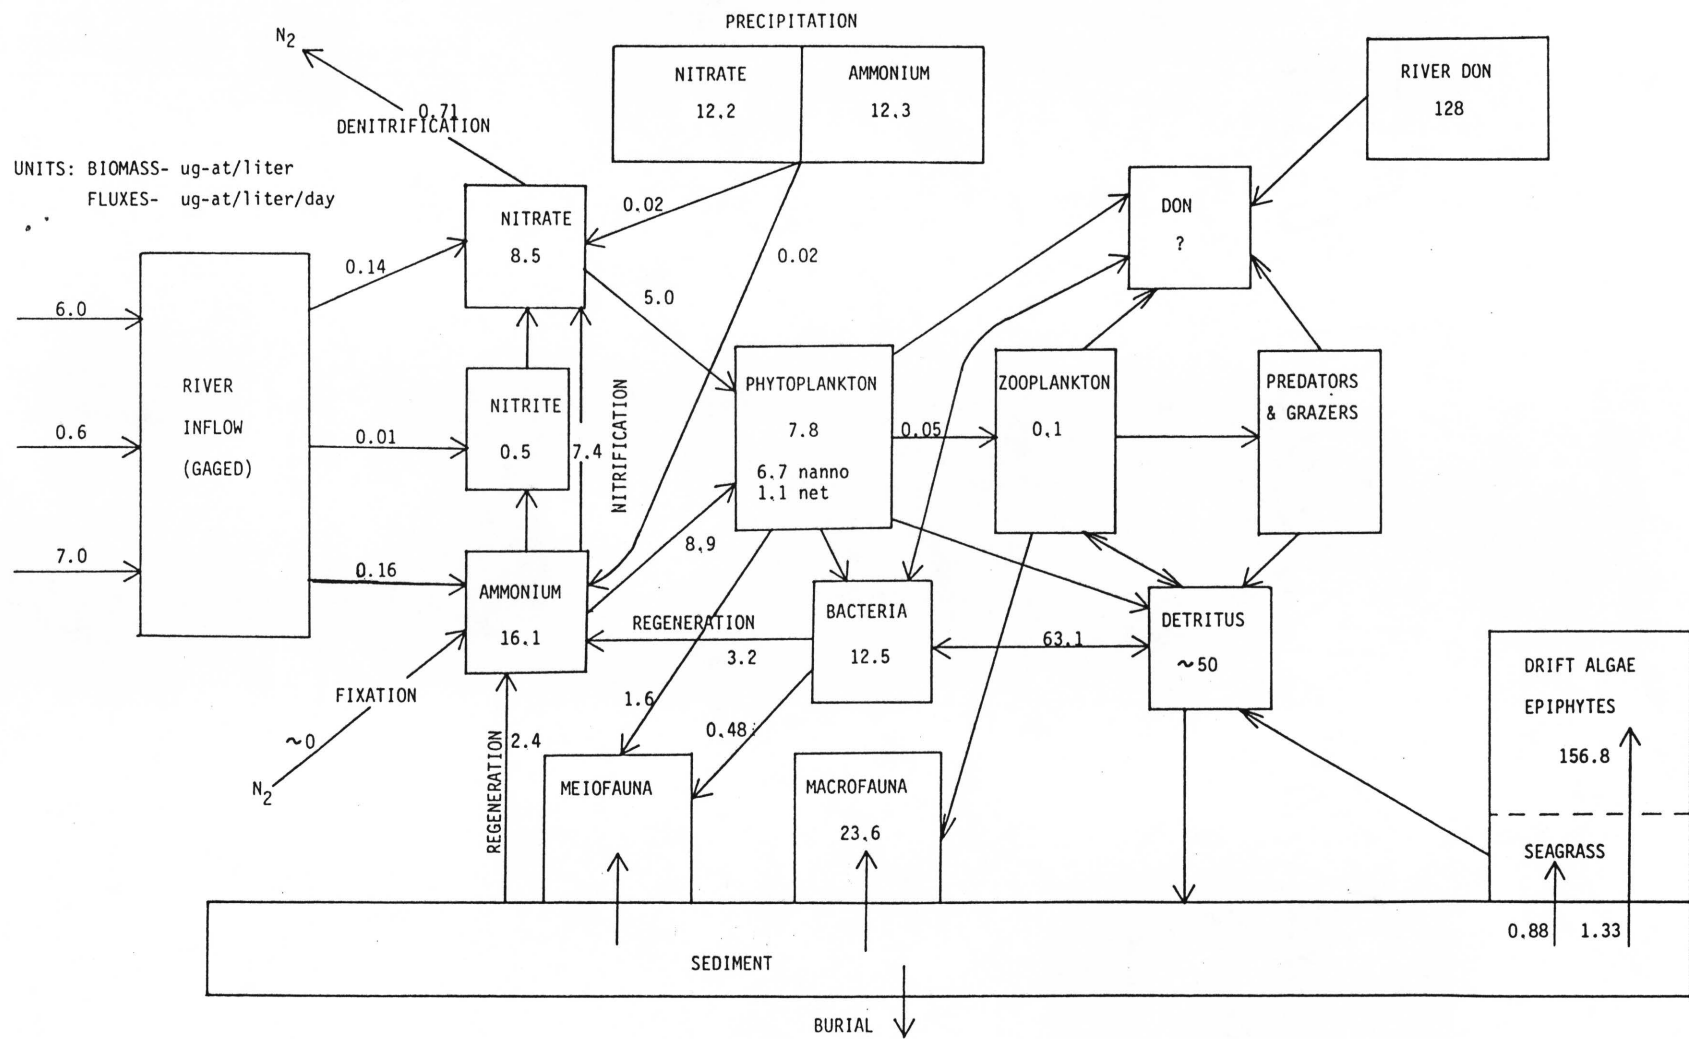 PRECIPITATION
N2
NITRATE
12.2
AMMONIUM
12.3
RIVER DON
128
0.71
DENITRIFICATION
UNITS: BIOMASS- ug-at/liter
FLUXES- ug-at/liter/day
NITRATE
8.5
0.02
0.02
DON
?
0.14
5.0
6.0
RIVER
INFLOW
(GAGED)
0.6
7.0
0.01
0.16
NITRITE
0.5
7.4
NITRIFICATION
PHYTOPLANKTON
7.8
6.7 nanno
1.1 net
0.05
ZOOPLANKTON
0.1
PREDATORS
& GRAZERS
8.9
AMMONIUM
16.1
REGENERATION
3.2
BACTERIA
12.5
63.1
DETRITUS
~50
FIXATION
~0
N2
REGENERATION
2.4
1.6
0.48
MEIOFAUNA
MACROFAUNA
23.6
DRIFT ALGAE
EPIPHYTES
156.8
SEAGRASS
0.88
1.33
SEDIMENT
BURIAL